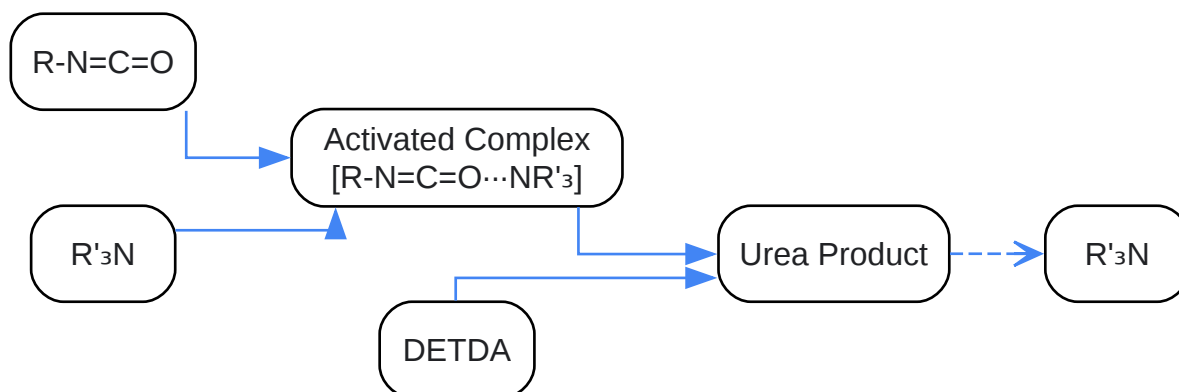 R-N=C=O
Activated Complex
[R-N=C=O···NR'₃]
R'₃N
Urea Product
R'₃N
DETDA